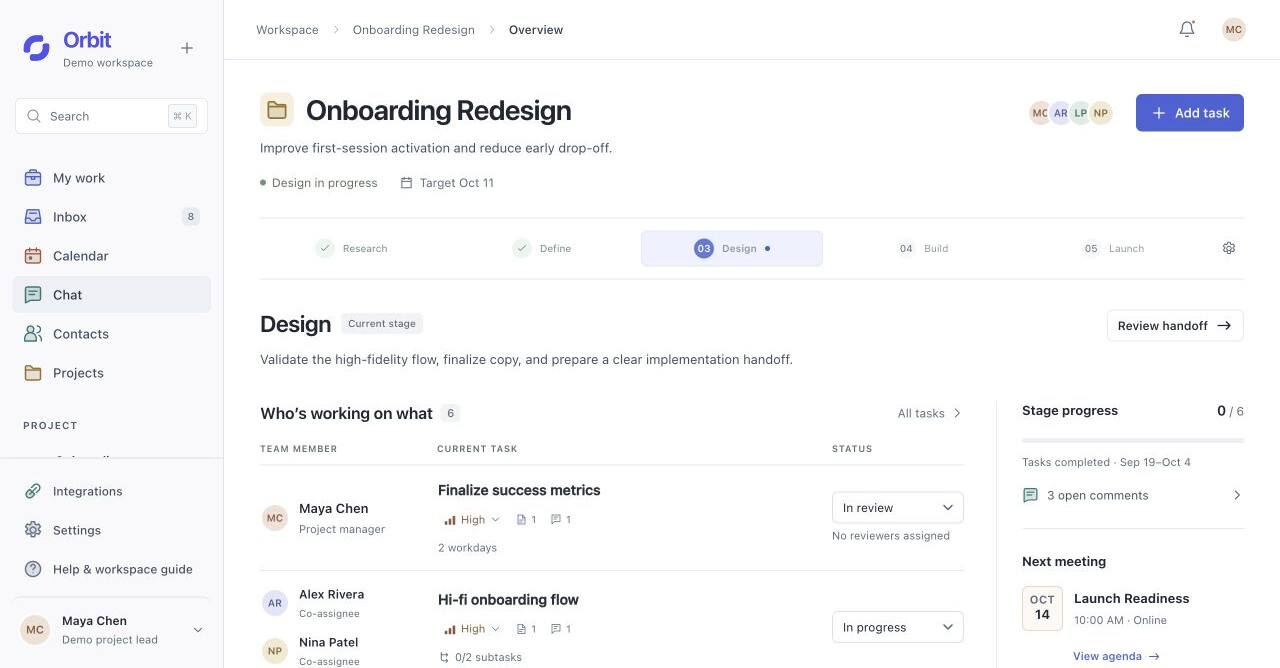 Orbit
Demo workspace
Search
⌘ K
My work
Inbox
8
Calendar
Chat
Contacts
Projects
PROJECT
Integrations
Settings
Help & workspace guide
MC
Maya Chen
Demo project lead
Workspace
Onboarding Redesign
Overview
MC
Onboarding Redesign
MC AR LP NP
Add task
Improve first-session activation and reduce early drop-off.
Design in progress
Target Oct 11
Research
Define
03 Design
04 Build
05 Launch
Design
Current stage
Review handoff
Validate the high-fidelity flow, finalize copy, and prepare a clear implementation handoff.
Who's working on what 6
All tasks
TEAM MEMBER
CURRENT TASK
STATUS
MC
Maya Chen
Project manager
Finalize success metrics
High
1
1
2 workdays
In review
No reviewers assigned
AR
Alex Rivera
Co-assignee
NP
Nina Patel
Co-assignee
Hi-fi onboarding flow
High
1
1
0/2 subtasks
In progress
Stage progress
0 / 6
Tasks completed · Sep 19–Oct 4
3 open comments
Next meeting
OCT
14
Launch Readiness
10:00 AM · Online
View agenda